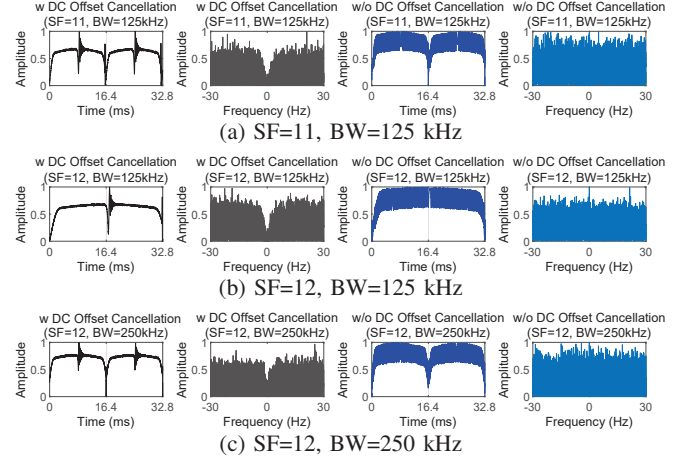 w DC Offset Cancellation w DC Offset Cancellation w/o DC Offset Cancellation w/o DC Offset Cancellation
(SF=11, BW=125kHz) (SF=11, BW=125kHz) (SF=11, BW=125kHz) (SF=11, BW=125kHz)
Amplitude 1 0.5 0 Amplitude 1 0.5 0 Amplitude 1 0.5 0 Amplitude 1 0.5 0
0 16.4 32.8 -30 0 30 0 16.4 32.8 -30 0 30
Time (ms) Frequency (Hz) Time (ms) Frequency (Hz)
(a) SF=11, BW=125 kHz
w DC Offset Cancellation w DC Offset Cancellation w/o DC Offset Cancellation w/o DC Offset Cancellation
(SF=12, BW=125kHz) (SF=12, BW=125kHz) (SF=12, BW=125kHz) (SF=12, BW=125kHz)
Amplitude 1 0.5 0 Amplitude 1 0.5 0 Amplitude 1 0.5 0 Amplitude 1 0.5 0
0 16.4 32.8 -30 0 30 0 16.4 32.8 -30 0 30
Time (ms) Frequency (Hz) Time (ms) Frequency (Hz)
(b) SF=12, BW=125 kHz
w DC Offset Cancellation w DC Offset Cancellation w/o DC Offset Cancellation w/o DC Offset Cancellation
(SF=12, BW=250kHz) (SF=12, BW=250kHz) (SF=12, BW=250kHz) (SF=12, BW=250kHz)
Amplitude 1 0.5 0 Amplitude 1 0.5 0 Amplitude 1 0.5 0 Amplitude 1 0.5 0
0 16.4 32.8 -30 0 30 0 16.4 32.8 -30 0 30
Time (ms) Frequency (Hz) Time (ms) Frequency (Hz)
(c) SF=12, BW=250 kHz